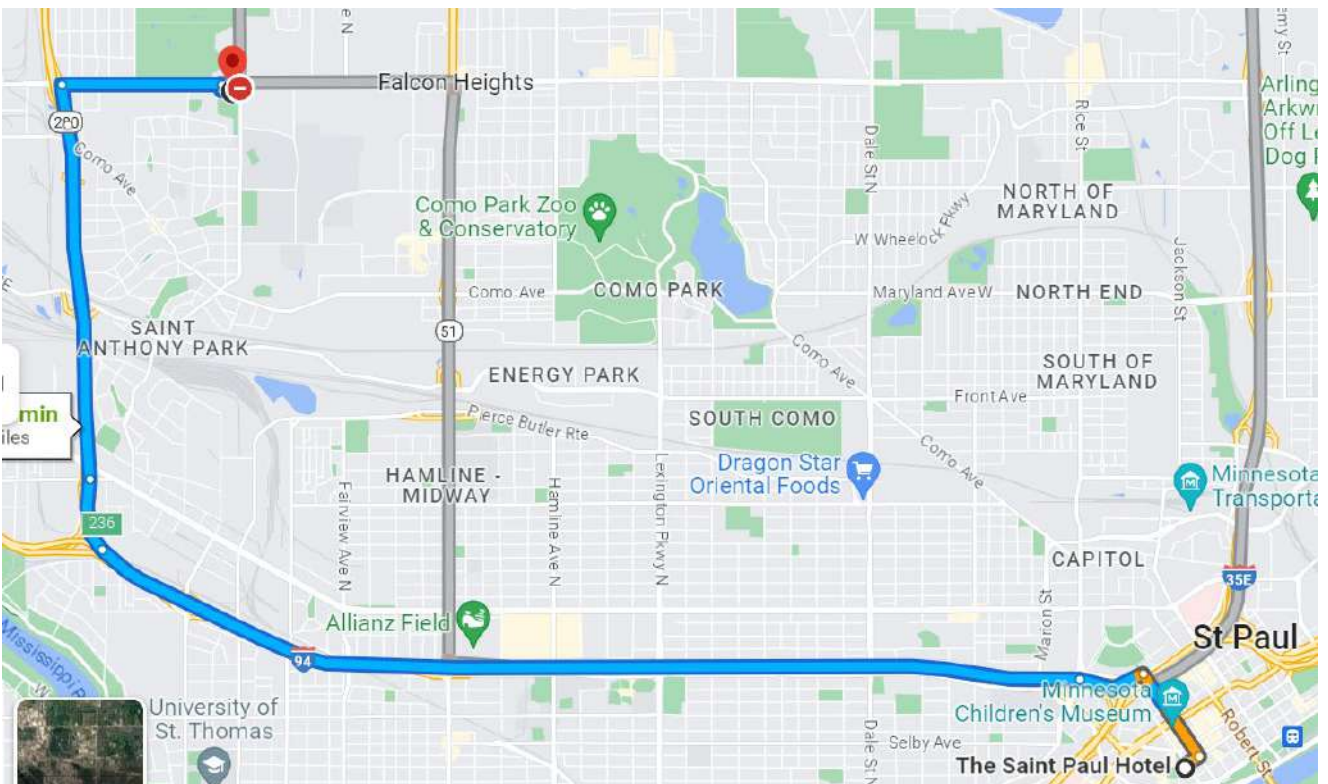 Falcon Heights
280
Como Ave
Como Park Zoo
& Conservatory
Dale St N
Rice St
Arling
Arkw
Off Le
Dog
NORTH OF
MARYLAND
W Wheelock Pkwy
Jackson St
Como Ave
COMO PARK
Maryland Ave W
NORTH END
SAINT
ANTHONY PARK
51
Como Ave
SOUTH OF
MARYLAND
ENERGY PARK
Front Ave
min
iles
Pierce Butler Rte
SOUTH COMO
Como Ave
HAMLINE -
MIDWAY
Dragon Star
Oriental Foods
Minnesota
Transporta
Fairview Ave N
Hamline Ave N
Lexington Pkwy N
236
CAPITOL
35E
Marion St
Allianz Field
St Paul
94
Mississippi
Minnesota
Children's Museum
University of
St. Thomas
Dale St N
Selby Ave
Robert St
The Saint Paul Hotel